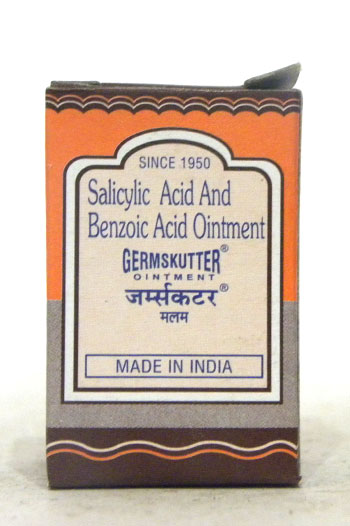 SINCE 1950
Salicylic Acid And
Benzoic Acid Ointment
GERMSKUTTER®
OINTMENT
जर्म्सकटर®
मलम
MADE IN INDIA